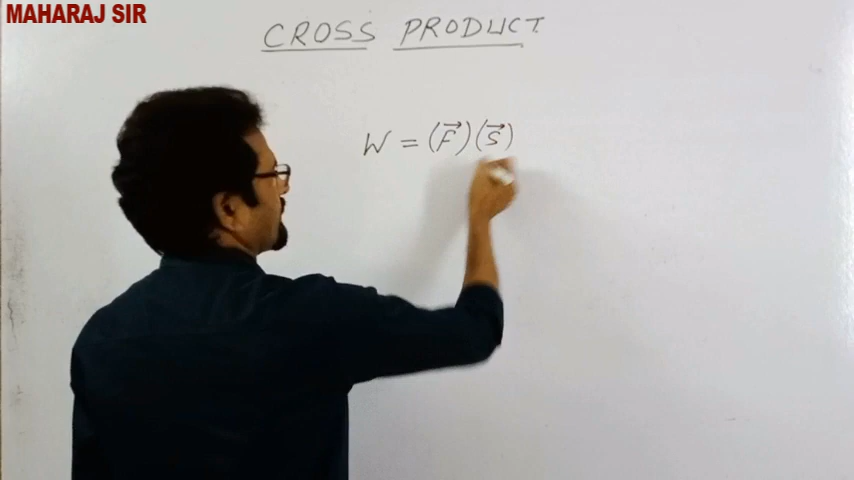 MAHARAJ SIR
CROSS PRODUCT
W = (F⃗)(S⃗)